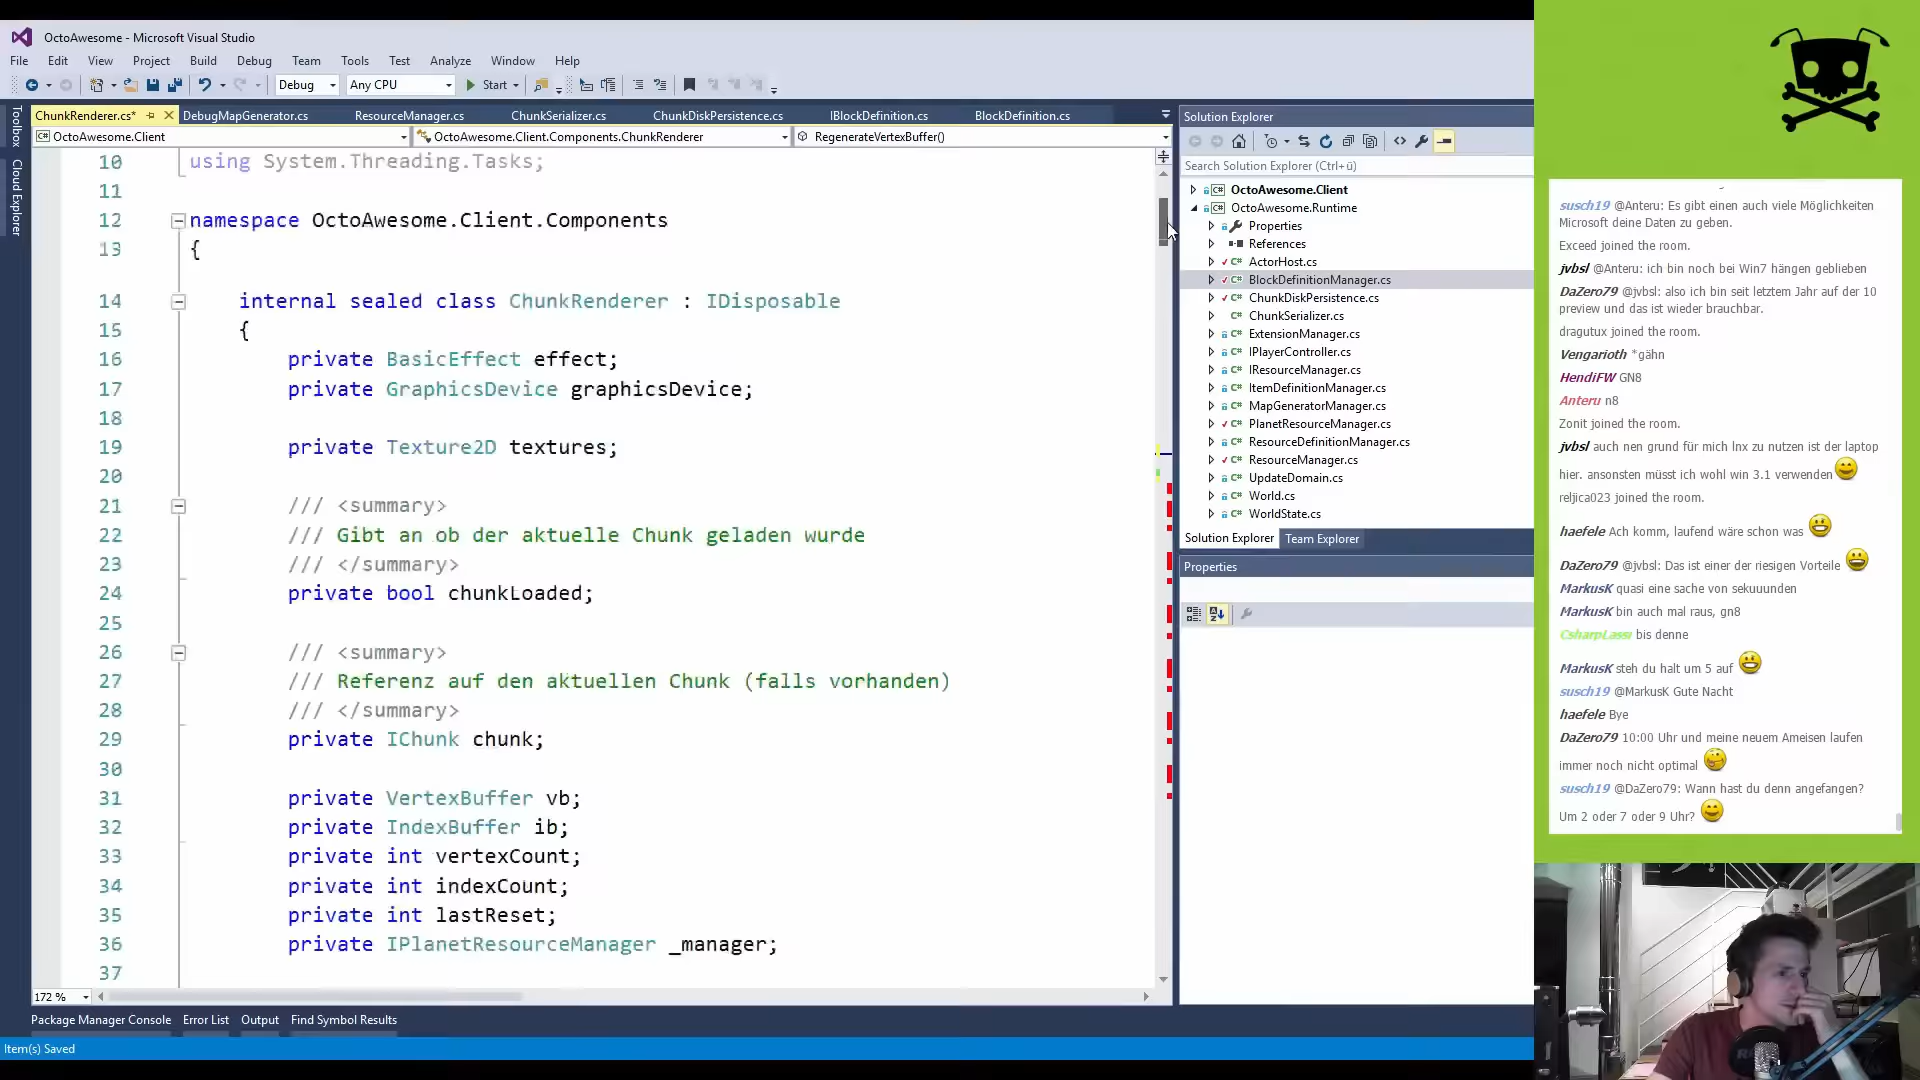 OctoAwesome - Microsoft Visual Studio
File Edit View Project Build Debug Team Tools Test Analyze Window Help
Debug Any CPU Start
ChunkRenderer.cs* DebugMapGenerator.cs ResourceManager.cs ChunkSerializer.cs ChunkDiskPersistence.cs IBlockDefinition.cs BlockDefinition.cs
OctoAwesome.Client OctoAwesome.Client.Components.ChunkRenderer RegenerateVertexBuffer()
Toolbox
Cloud Explorer
10 using System.Threading.Tasks;
11
12 namespace OctoAwesome.Client.Components
13 {
14 internal sealed class ChunkRenderer : IDisposable
15 {
16 private BasicEffect effect;
17 private GraphicsDevice graphicsDevice;
18
19 private Texture2D textures;
20
21 /// <summary>
22 /// Gibt an ob der aktuelle Chunk geladen wurde
23 /// </summary>
24 private bool chunkLoaded;
25
26 /// <summary>
27 /// Referenz auf den aktuellen Chunk (falls vorhanden)
28 /// </summary>
29 private IChunk chunk;
30
31 private VertexBuffer vb;
32 private IndexBuffer ib;
33 private int vertexCount;
34 private int indexCount;
35 private int lastReset;
36 private IPlanetResourceManager _manager;
37
172 %
Package Manager Console Error List Output Find Symbol Results
Item(s) Saved
Solution Explorer
Search Solution Explorer (Ctrl+ü)
OctoAwesome.Client
OctoAwesome.Runtime
Properties
References
ActorHost.cs
BlockDefinitionManager.cs
ChunkDiskPersistence.cs
ChunkSerializer.cs
ExtensionManager.cs
IPlayerController.cs
IResourceManager.cs
ItemDefinitionManager.cs
MapGeneratorManager.cs
PlanetResourceManager.cs
ResourceDefinitionManager.cs
ResourceManager.cs
UpdateDomain.cs
World.cs
WorldState.cs
Solution Explorer Team Explorer
Properties
susch19 @Anteru: Es gibt einen auch viele Möglichkeiten
Microsoft deine Daten zu geben.
Exceed joined the room.
jvbsl @Anteru: ich bin noch bei Win7 hängen geblieben
DaZero79 @jvbsl: also ich bin seit letztem Jahr auf der 10
preview und das ist wieder brauchbar.
dragutux joined the room.
Vengarioth *gähn
HendiFW GN8
Anteru n8
Zonit joined the room.
jvbsl auch nen grund für mich lnx zu nutzen ist der laptop
hier. ansonsten müsst ich wohl win 3.1 verwenden
reljica023 joined the room.
haefele Ach komm, laufend wäre schon was
DaZero79 @jvbsl: Das ist einer der riesigen Vorteile
MarkusK quasi eine sache von sekuuunden
MarkusK bin auch mal raus, gn8
CsharpLassi bis denne
MarkusK steh du halt um 5 auf
susch19 @MarkusK Gute Nacht
haefele Bye
DaZero79 10:00 Uhr und meine neuem Ameisen laufen
immer noch nicht optimal
susch19 @DaZero79: Wann hast du denn angefangen?
Um 2 oder 7 oder 9 Uhr?